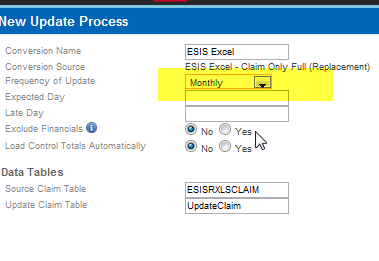 New Update Process
Conversion Name ESIS Excel
Conversion Source ESIS Excel - Claim Only Full (Replacement)
Frequency of Update Monthly
Expected Day
Late Day
Exclude Financials i No Yes
Load Control Totals Automatically No Yes
Data Tables
Source Claim Table ESISRXLSCLAIM
Update Claim Table UpdateClaim